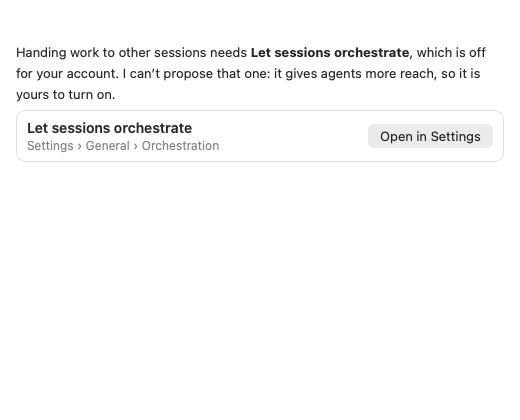 Handing work to other sessions needs Let sessions orchestrate, which is off
for your account. I can’t propose that one: it gives agents more reach, so it is
yours to turn on.
Let sessions orchestrate
Settings › General › Orchestration
Open in Settings